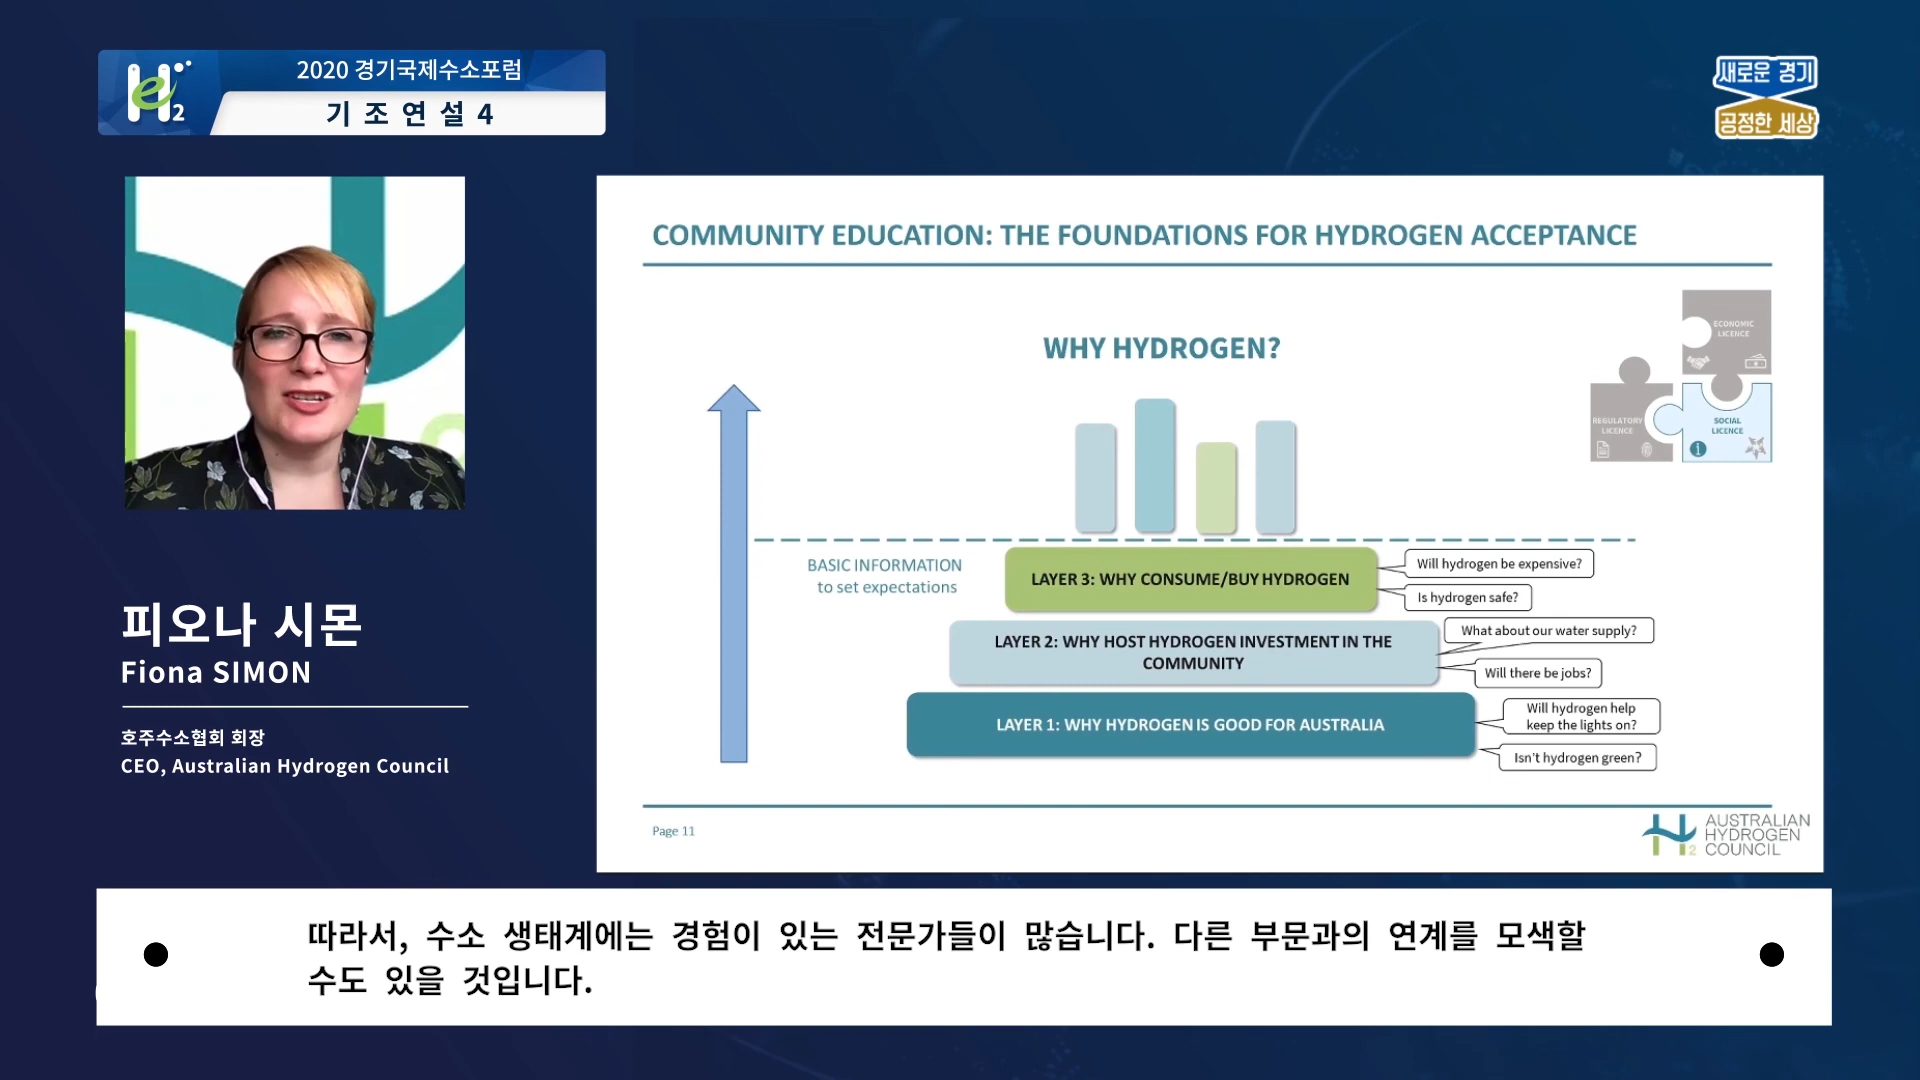 2020 경기국제수소포럼
기조연설4
He2
새로운 경기
공정한 세상
COMMUNITY EDUCATION: THE FOUNDATIONS FOR HYDROGEN ACCEPTANCE
WHY HYDROGEN?
ECONOMIC
LICENCE
REGULATORY
LICENCE
SOCIAL
LICENCE
BASIC INFORMATION
to set expectations
LAYER 3: WHY CONSUME/BUY HYDROGEN
Will hydrogen be expensive?
Is hydrogen safe?
LAYER 2: WHY HOST HYDROGEN INVESTMENT IN THE
COMMUNITY
What about our water supply?
Will there be jobs?
LAYER 1: WHY HYDROGEN IS GOOD FOR AUSTRALIA
Will hydrogen help
keep the lights on?
Isn't hydrogen green?
Page 11
H2
AUSTRALIAN
HYDROGEN
COUNCIL
피오나 시몬
Fiona SIMON
호주수소협회 회장
CEO, Australian Hydrogen Council
따라서, 수소 생태계에는 경험이 있는 전문가들이 많습니다. 다른 부문과의 연계를 모색할
수도 있을 것입니다.